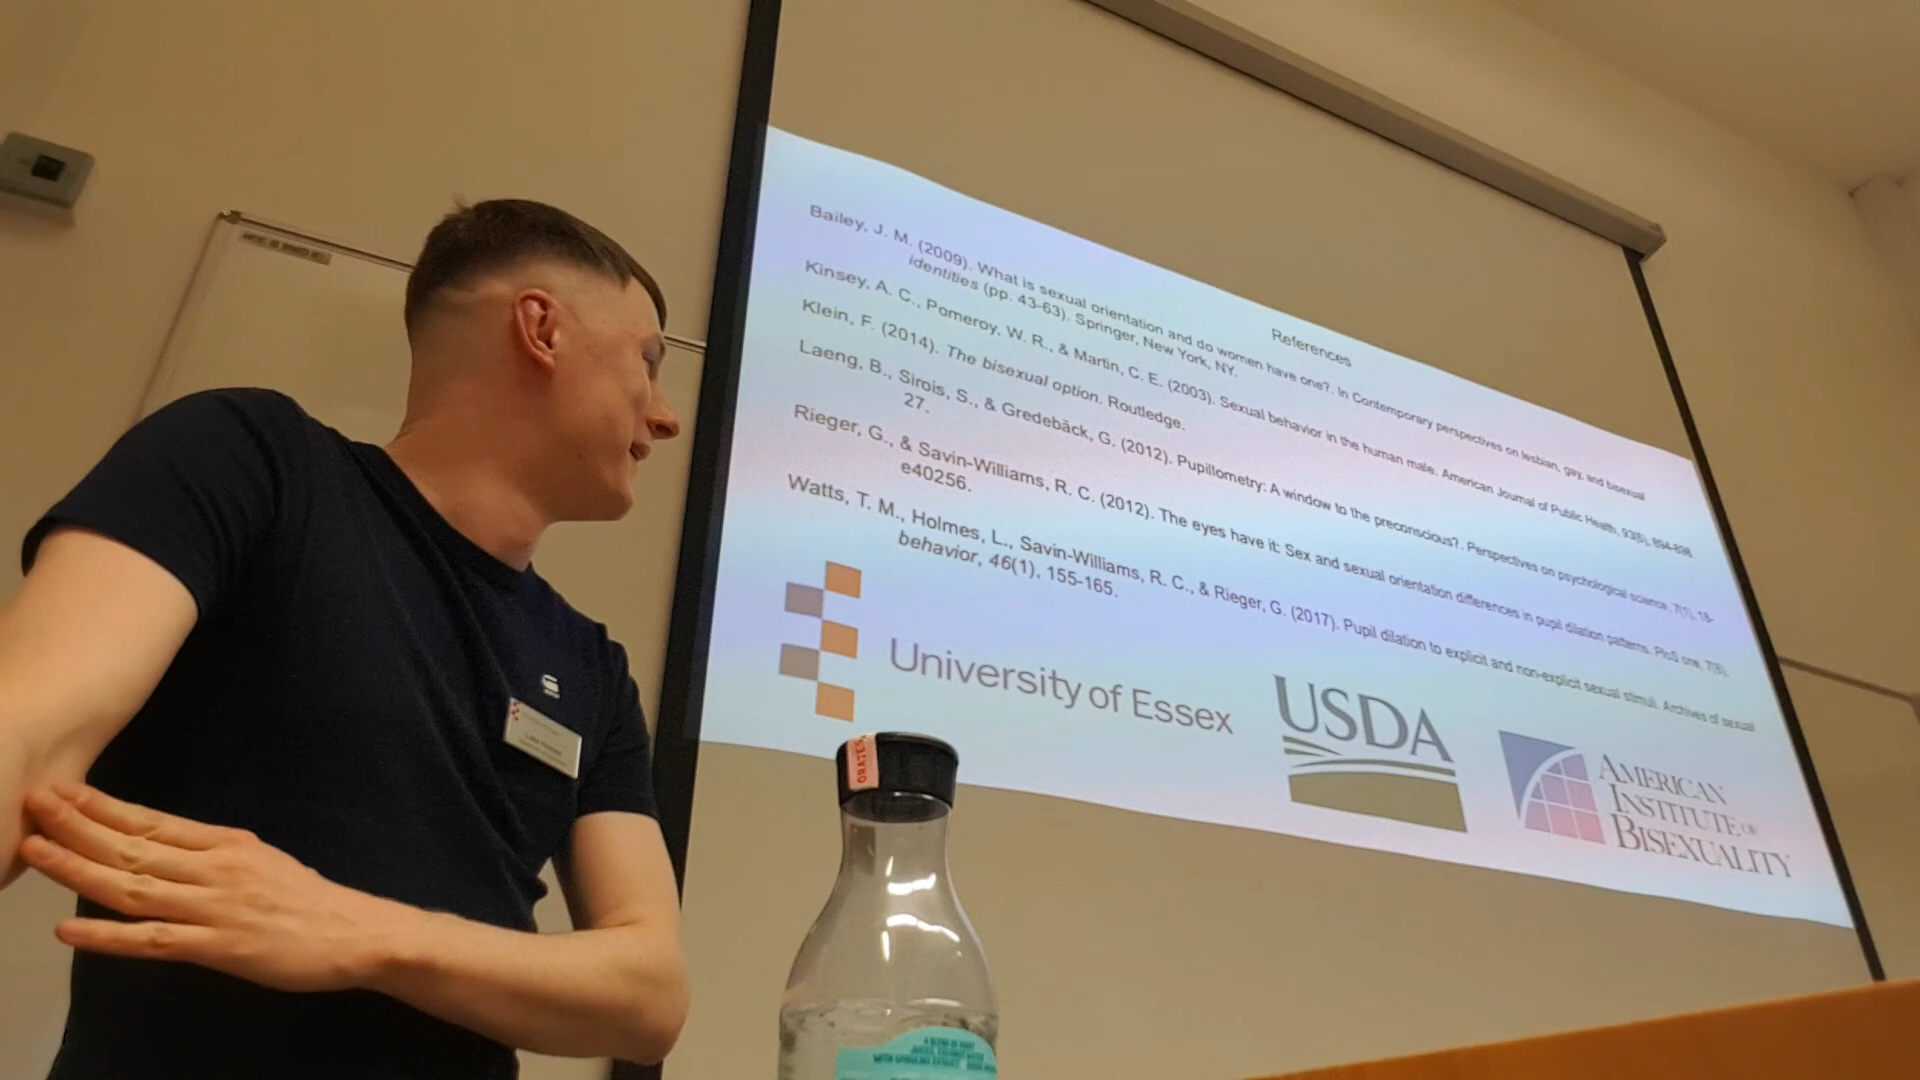 References
Bailey, J. M. (2009). What is sexual orientation and do women have one?. In Contemporary perspectives on lesbian, gay, and bisexual
identities (pp. 43-63). Springer, New York, NY.
Kinsey, A. C., Pomeroy, W. R., & Martin, C. E. (2003). Sexual behavior in the human male. American Journal of Public Health, 93(6), 894-898.
Klein, F. (2014). The bisexual option. Routledge.
Laeng, B., Sirois, S., & Gredebäck, G. (2012). Pupillometry: A window to the preconscious?. Perspectives on psychological science, 7(1), 18-
27.
Rieger, G., & Savin-Williams, R. C. (2012). The eyes have it: Sex and sexual orientation differences in pupil dilation patterns. PloS one, 7(8),
e40256.
Watts, T. M., Holmes, L., Savin-Williams, R. C., & Rieger, G. (2017). Pupil dilation to explicit and non-explicit sexual stimuli. Archives of sexual
behavior, 46(1), 155-165.
University of Essex
USDA
AMERICAN
INSTITUTE OF
BISEXUALITY
A BLEND OF FRUIT